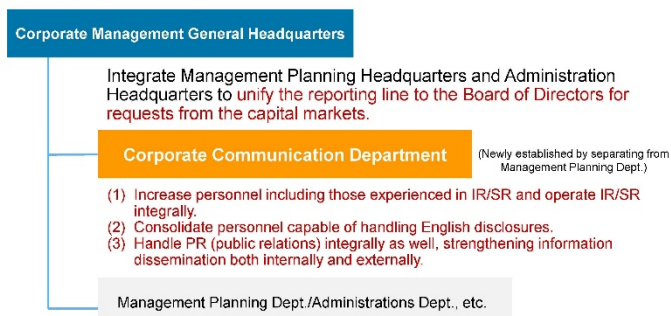 Corporate Management General Headquarters
Integrate Management Planning Headquarters and Administration
Headquarters to unify the reporting line to the Board of Directors for
requests from the capital markets.
Corporate Communication Department
(Newly established by separating from
Management Planning Dept.)
(1) Increase personnel including those experienced in IR/SR and operate IR/SR
integrally.
(2) Consolidate personnel capable of handling English disclosures.
(3) Handle PR (public relations) integrally as well, strengthening information
dissemination both internally and externally.
Management Planning Dept./Administrations Dept., etc.